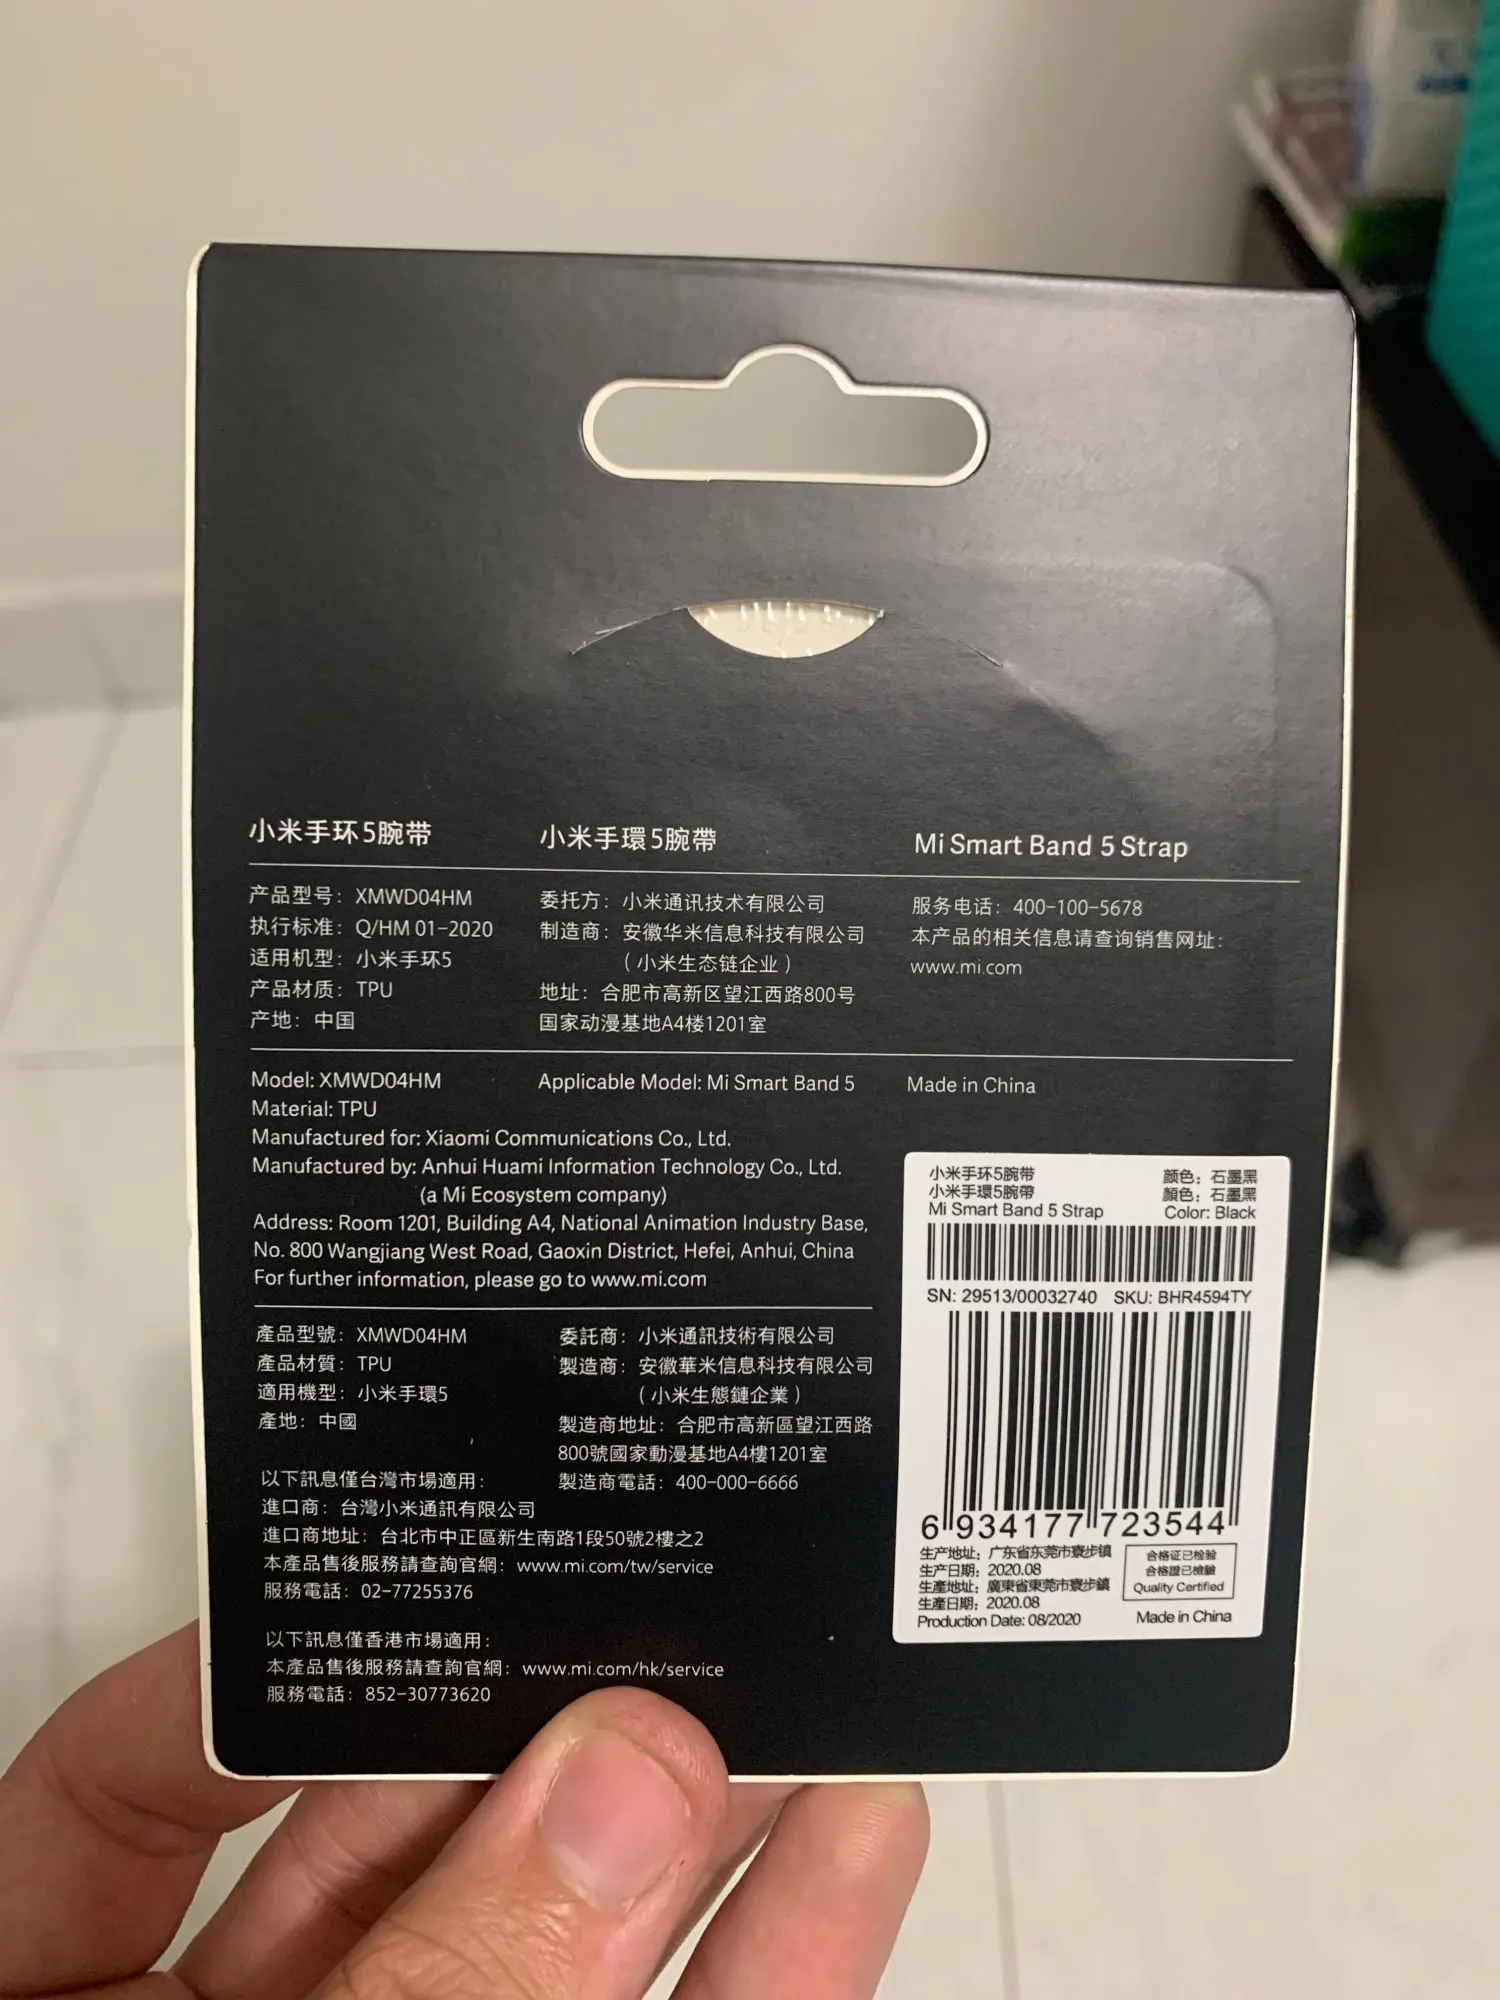 小米手环5腕带
小米手環5腕帶
Mi Smart Band 5 Strap
产品型号：XMWD04HM
执行标准：Q/HM 01-2020
适用机型：小米手环5
产品材质：TPU
产地：中国
委托方：小米通讯技术有限公司
制造商：安徽华米信息科技有限公司
（小米生态链企业）
地址：合肥市高新区望江西路800号
国家动漫基地A4楼1201室
服务电话：400-100-5678
本产品的相关信息请查询销售网址：
www.mi.com
Model: XMWD04HM
Applicable Model: Mi Smart Band 5
Made in China
Material: TPU
Manufactured for: Xiaomi Communications Co., Ltd.
Manufactured by: Anhui Huami Information Technology Co., Ltd.
(a Mi Ecosystem company)
Address: Room 1201, Building A4, National Animation Industry Base,
No. 800 Wangjiang West Road, Gaoxin District, Hefei, Anhui, China
For further information, please go to www.mi.com
產品型號：XMWD04HM
產品材質：TPU
適用機型：小米手環5
產地：中國
委託商：小米通訊技術有限公司
製造商：安徽華米信息科技有限公司
（小米生態鏈企業）
製造商地址：合肥市高新區望江西路
800號國家動漫基地A4樓1201室
製造商電話：400-000-6666
以下訊息僅台灣市場適用：
進口商：台灣小米通訊有限公司
進口商地址：台北市中正區新生南路1段50號2樓之2
本產品售後服務請查詢官網：www.mi.com/tw/service
服務電話：02-77255376
以下訊息僅香港市場適用：
本產品售後服務請查詢官網：www.mi.com/hk/service
服務電話：852-30773620
小米手环5腕带
颜色：石墨黑
小米手環5腕帶
顏色：石墨黑
Mi Smart Band 5 Strap
Color: Black
SN: 29513/00032740
SKU: BHR4594TY
6 934177 723544
生产地址：广东省东莞市寮步镇
生产日期：2020.08
生產地址：廣東省東莞市寮步鎮
生產日期：2020.08
Production Date: 08/2020
合格证已检验
合格證已檢驗
Quality Certified
Made in China